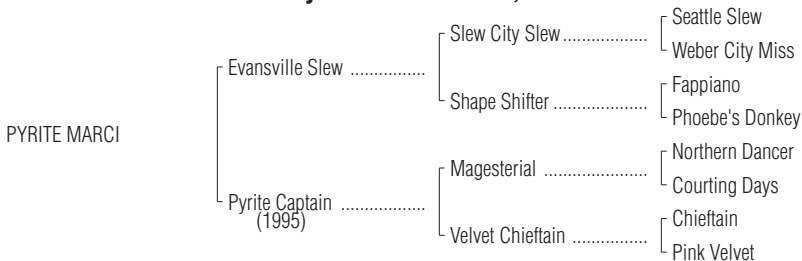 Seattle Slew
Slew City Slew..................
Weber City Miss
Evansville Slew ................
Fappiano
Shape Shifter ....................
Phoebe's Donkey
PYRITE MARCI
Northern Dancer
Magesterial ......................
Courting Days
Pyrite Captain ..................
(1995)
Chieftain
Velvet Chieftain ................
Pink Velvet